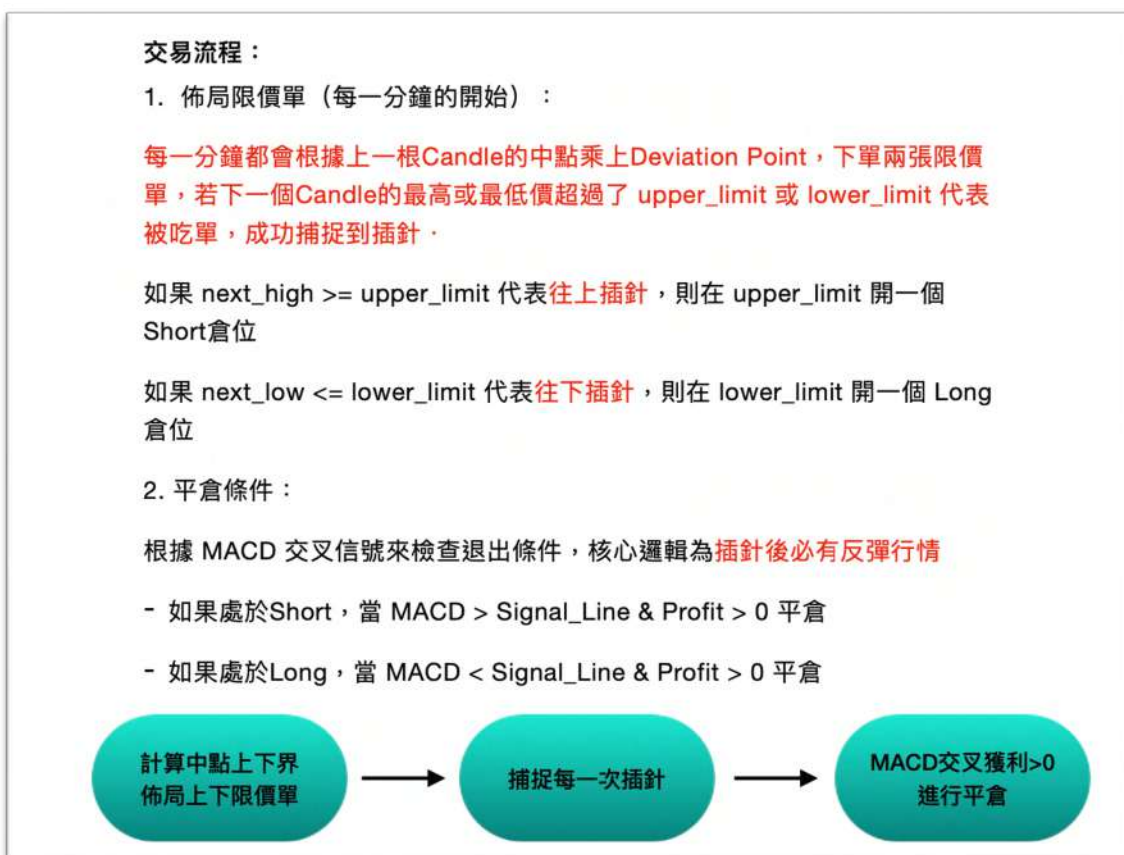 交易流程：
1. 佈局限價單（每一分鐘的開始）：
每一分鐘都會根據上一根Candle的中點乘上Deviation Point，下單兩張限價
單，若下一個Candle的最高或最低價超過了 upper_limit 或 lower_limit 代表
被吃單，成功捕捉到插針．
如果 next_high >= upper_limit 代表往上插針，則在 upper_limit 開一個
Short倉位
如果 next_low <= lower_limit 代表往下插針，則在 lower_limit 開一個 Long
倉位
2. 平倉條件：
根據 MACD 交叉信號來檢查退出條件，核心邏輯為插針後必有反彈行情
- 如果處於Short，當 MACD > Signal_Line & Profit > 0 平倉
- 如果處於Long，當 MACD < Signal_Line & Profit > 0 平倉
計算中點上下界
佈局上下限價單
捕捉每一次插針
MACD交叉獲利>0
進行平倉